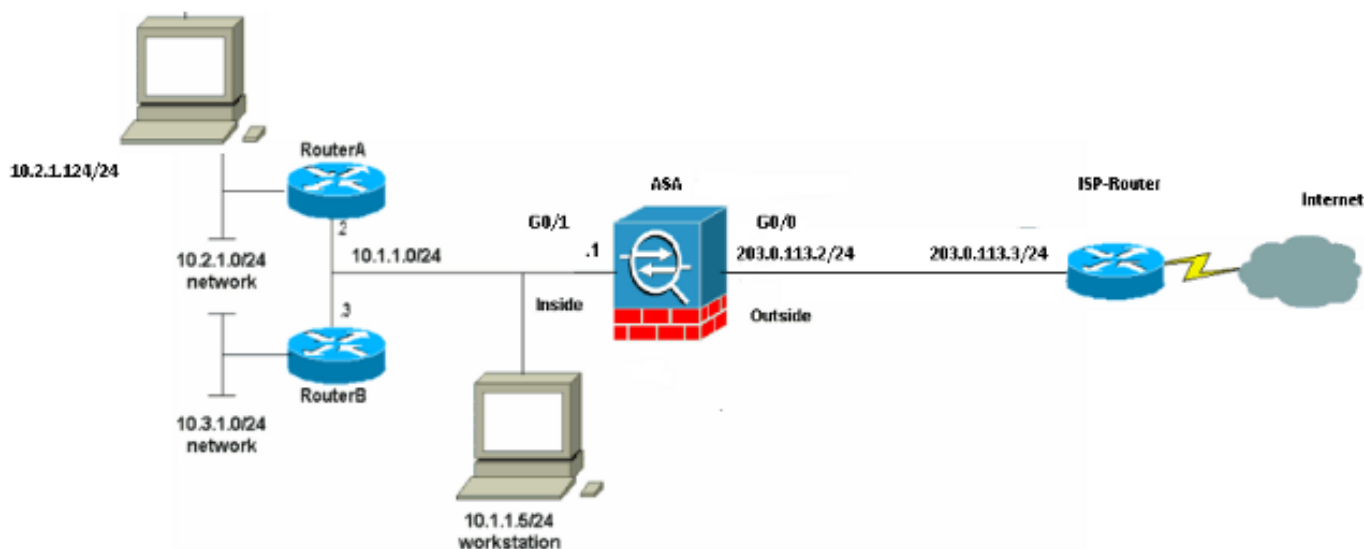 10.2.1.124/24
RouterA
ASA
ISP-Router
Internet
G0/1
G0/0
2
10.2.1.0/24
network
10.1.1.0/24
.1
203.0.113.2/24
203.0.113.3/24
.3
Inside
Outside
RouterB
10.3.1.0/24
network
10.1.1.5/24
workstation